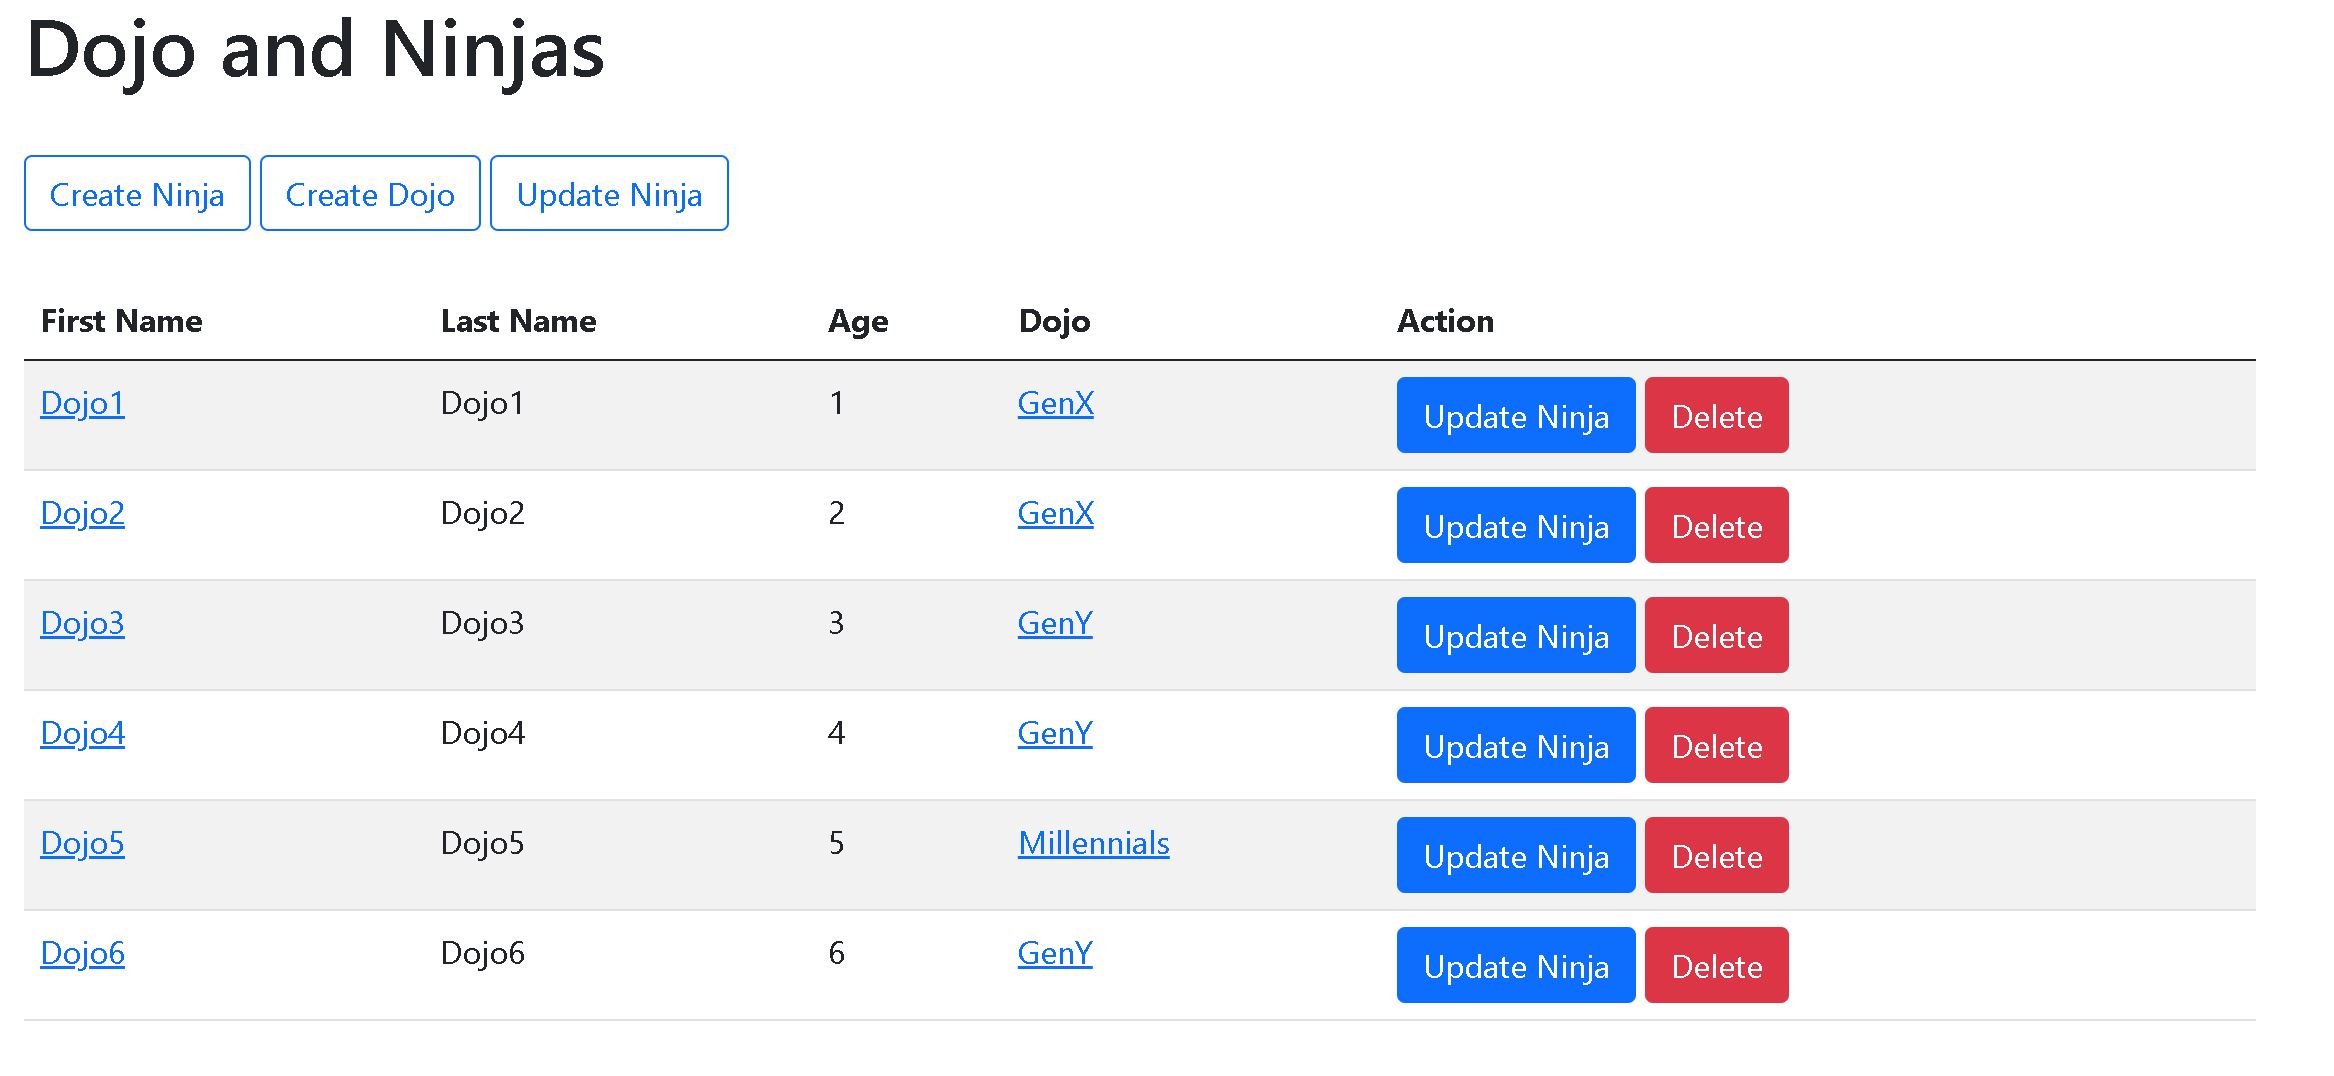 Dojo and Ninjas
Create Ninja Create Dojo Update Ninja
First Name Last Name Age Dojo Action
Dojo1 Dojo1 1 GenX Update Ninja Delete
Dojo2 Dojo2 2 GenX Update Ninja Delete
Dojo3 Dojo3 3 GenY Update Ninja Delete
Dojo4 Dojo4 4 GenY Update Ninja Delete
Dojo5 Dojo5 5 Millennials Update Ninja Delete
Dojo6 Dojo6 6 GenY Update Ninja Delete